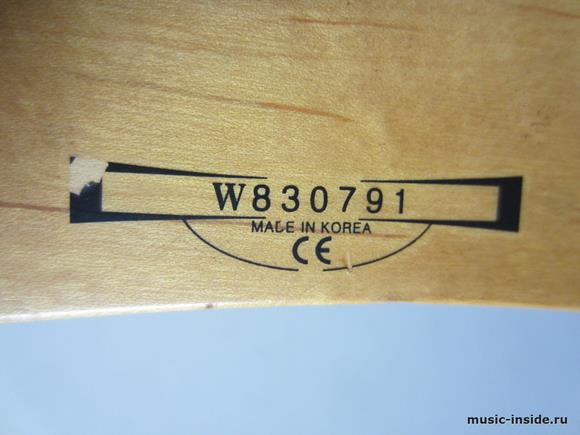 W830791
MADE IN KOREA
CE
music-inside.ru